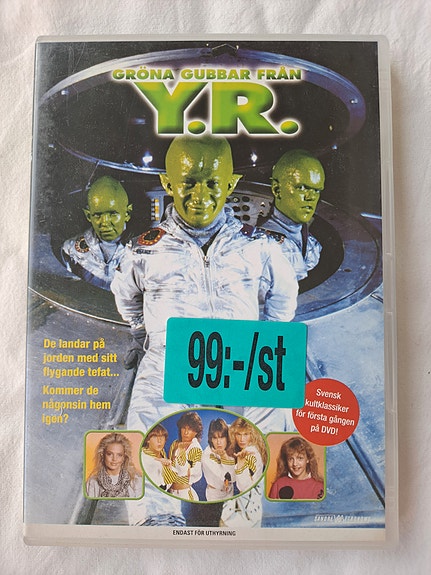 GRÖNA GUBBAR FRÅN
Y.R.
De landar på
jorden med sitt
flygande tefat...
Kommer de
någonsin hem
igen?
99:-/st
Svensk
kultklassiker
för första gången
på DVD!
ENDAST FÖR UTHYRNING